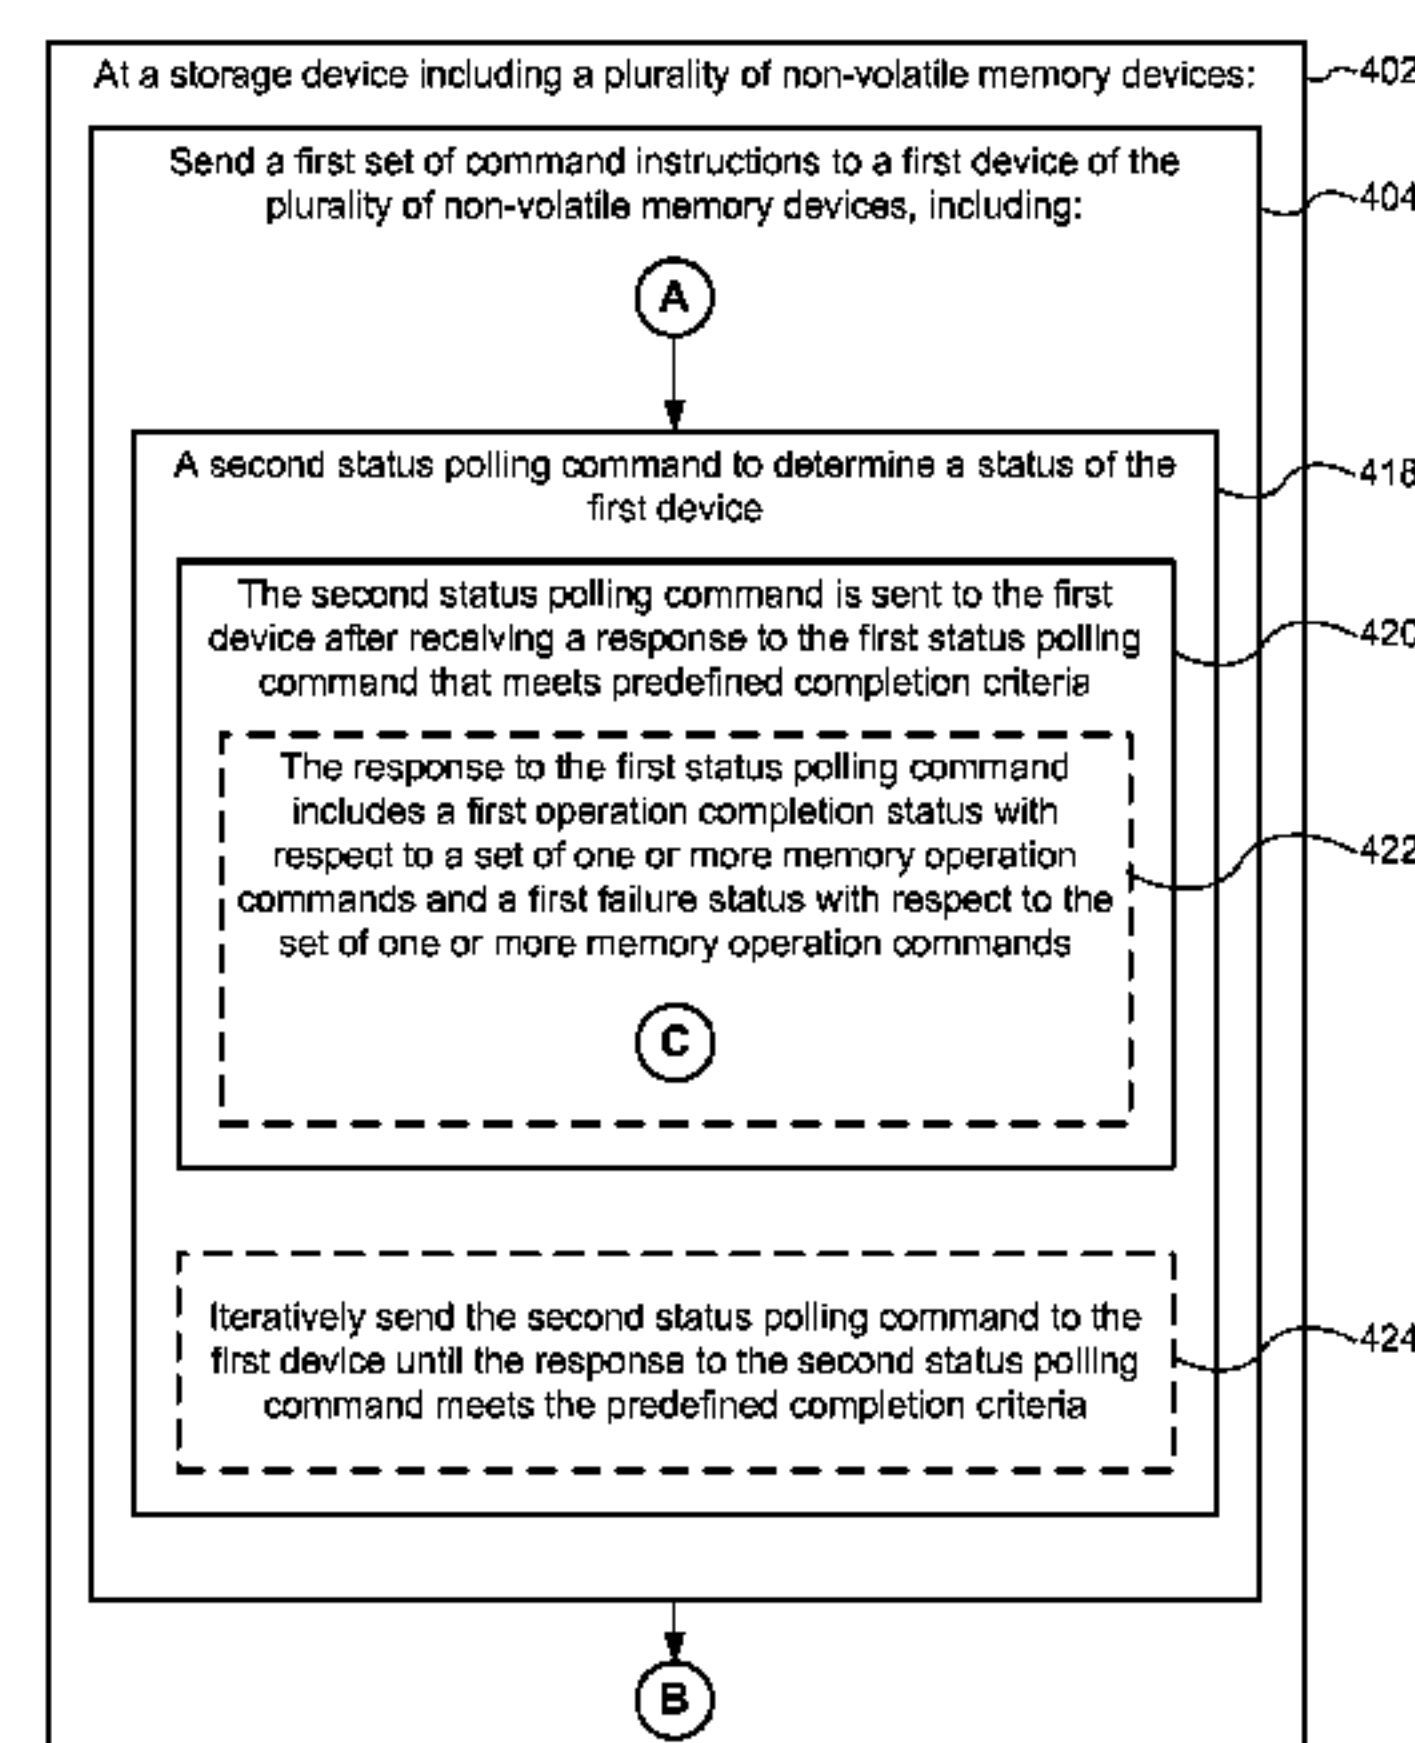 At a storage device including a plurality of non-volatile memory devices:
402
Send a first set of command instructions to a first device of the
plurality of non-volatile memory devices, including:
404
A
A second status polling command to determine a status of the
first device
418
The second status polling command is sent to the first
device after receiving a response to the first status polling
command that meets predefined completion criteria
420
The response to the first status polling command
includes a first operation completion status with
respect to a set of one or more memory operation
commands and a first failure status with respect to the
set of one or more memory operation commands
422
C
Iteratively send the second status polling command to the
first device until the response to the second status polling
command meets the predefined completion criteria
424
B